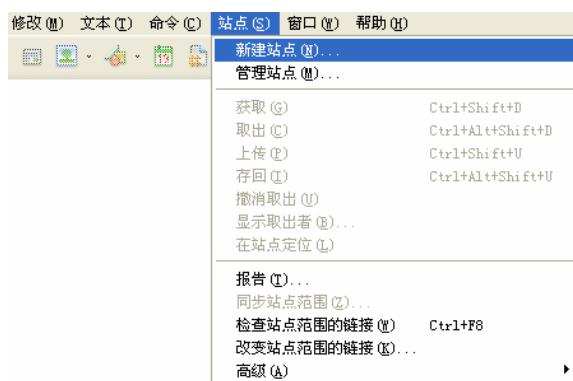 修改(M) 文本(T) 命令(C) 站点(S) 窗口(W) 帮助(H)
新建站点(N)...
管理站点(M)...
获取(G) Ctrl+Shift+D
取出(C) Ctrl+Alt+Shift+D
上传(P) Ctrl+Shift+U
存回(I) Ctrl+Alt+Shift+U
撤消取出(U)
显示取出者(B)...
在站点定位(L)
报告(T)...
同步站点范围(Z)...
检查站点范围的链接(W) Ctrl+F8
改变站点范围的链接(K)...
高级(A)